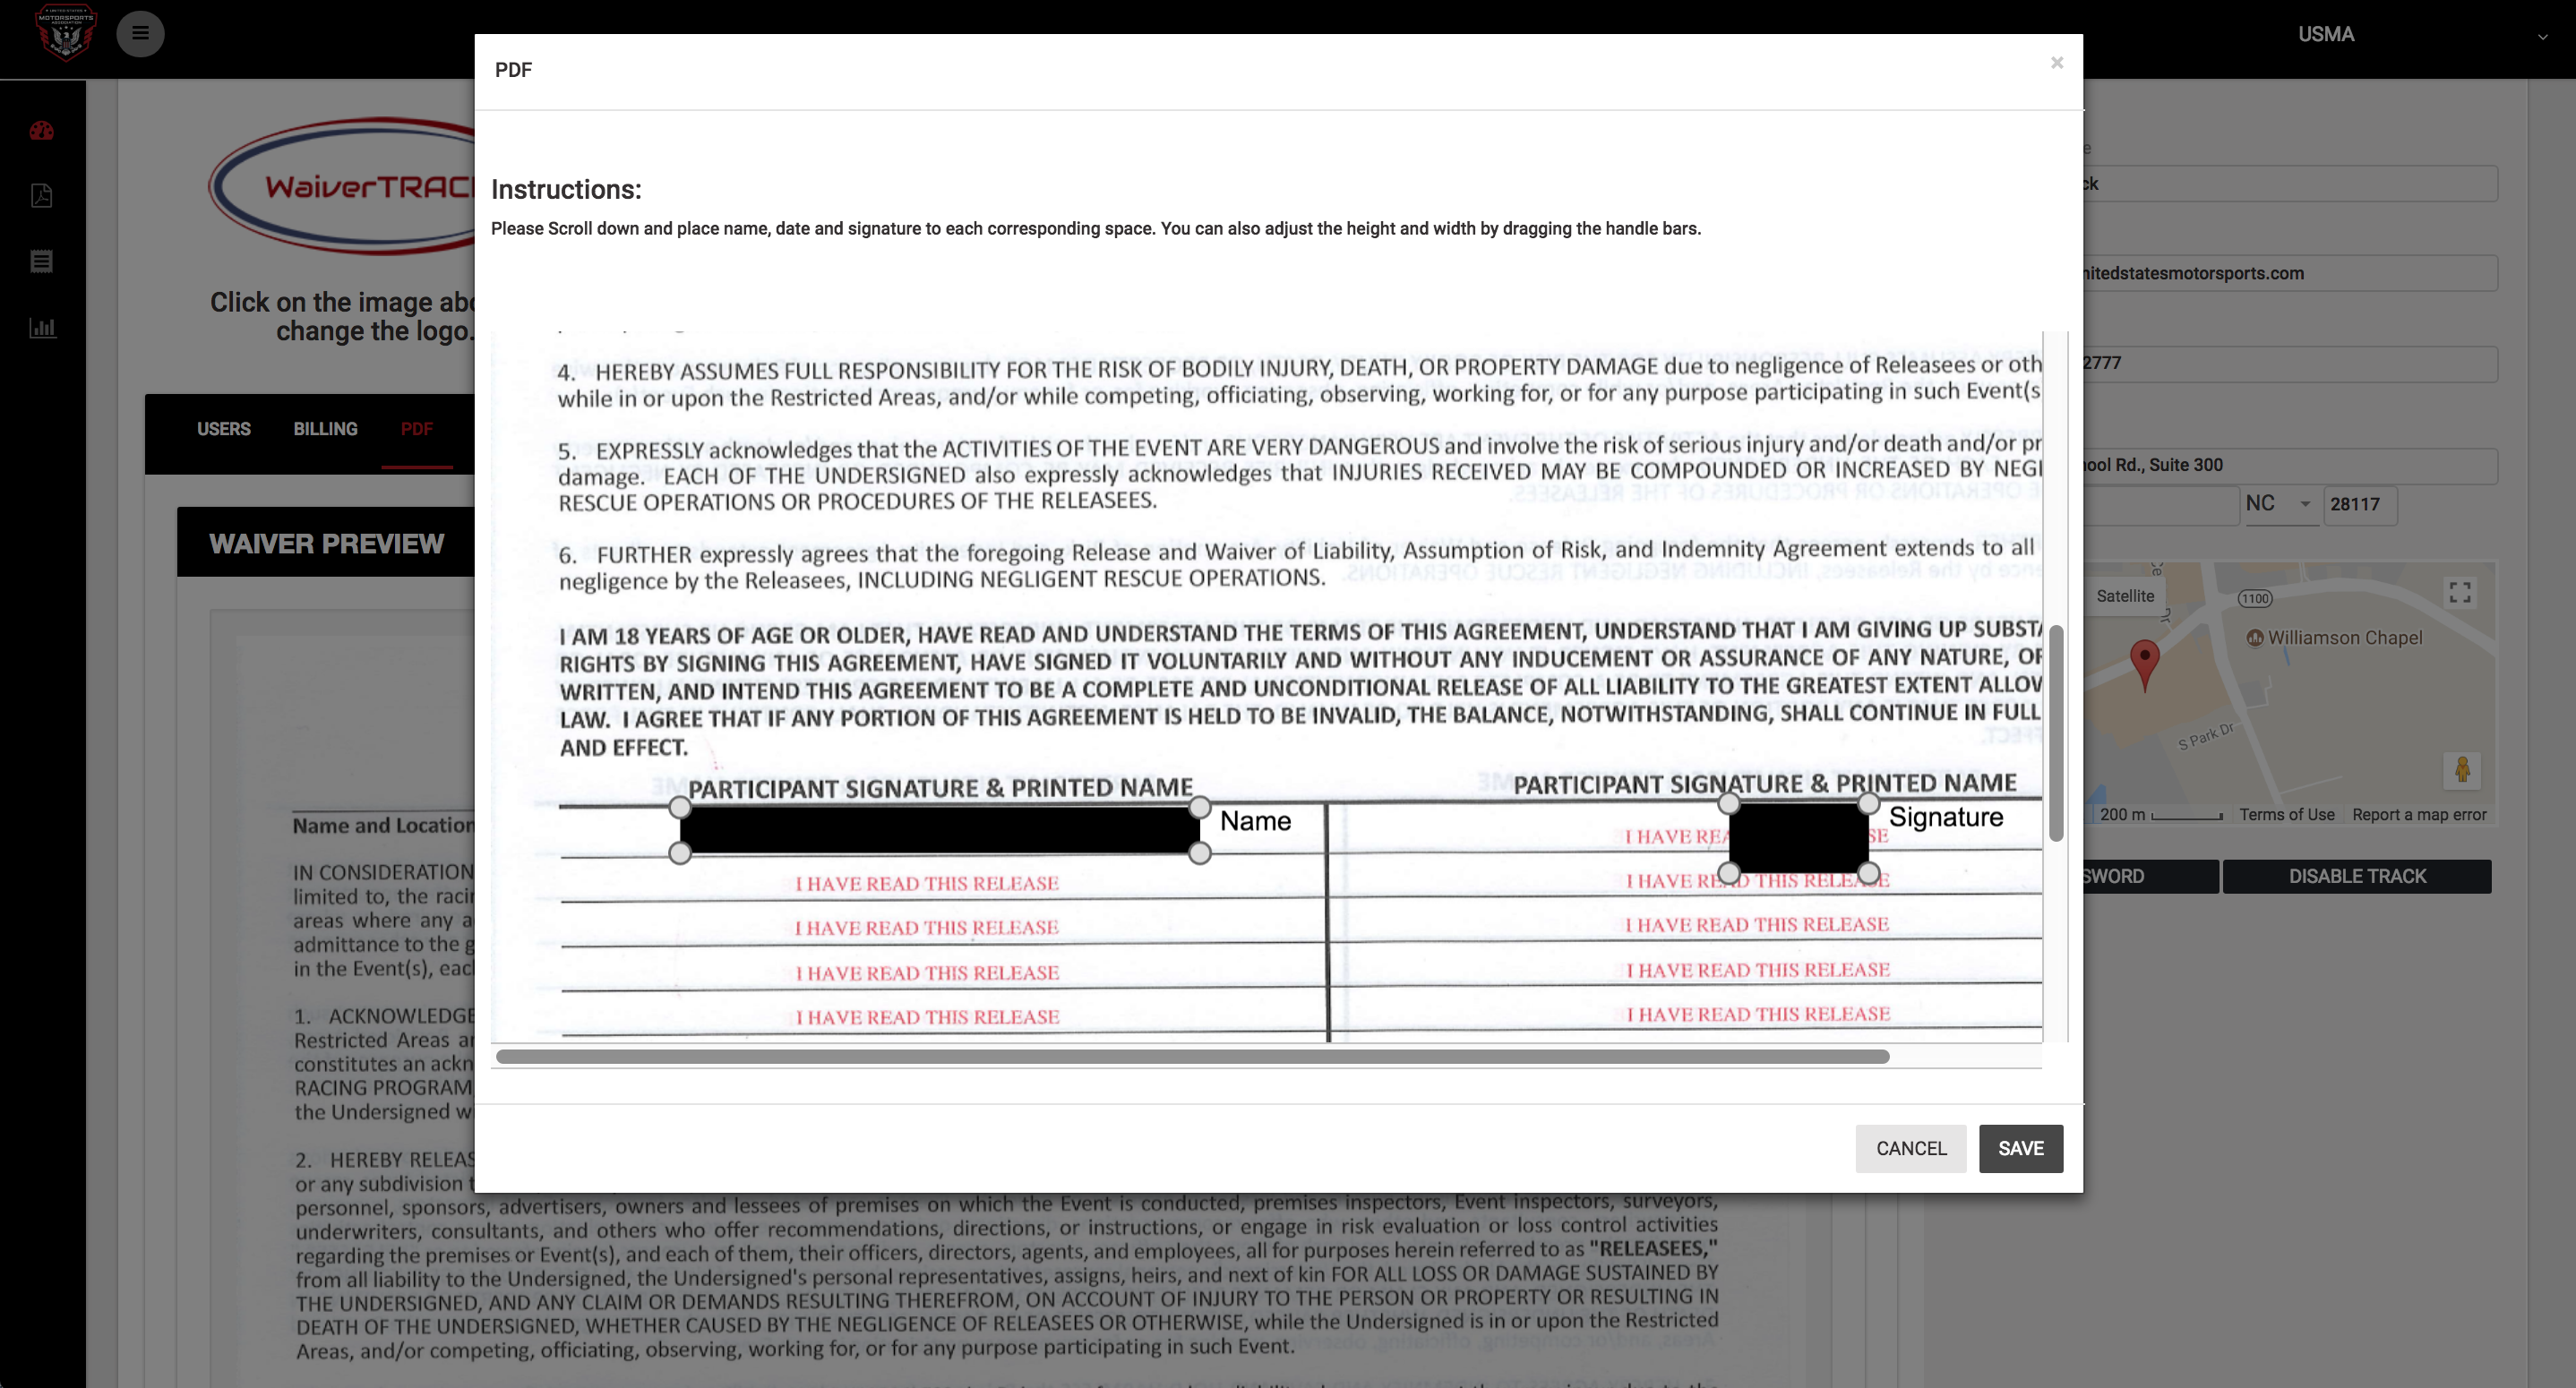 UNITED STATES
MOTORSPORTS
ASSOCIATION
USMA
PDF
×
Instructions:
Please Scroll down and place name, date and signature to each corresponding space. You can also adjust the height and width by dragging the handle bars.
4. HEREBY ASSUMES FULL RESPONSIBILITY FOR THE RISK OF BODILY INJURY, DEATH, OR PROPERTY DAMAGE due to negligence of Releasees or oth
while in or upon the Restricted Areas, and/or while competing, officiating, observing, working for, or for any purpose participating in such Event(s
5. EXPRESSLY acknowledges that the ACTIVITIES OF THE EVENT ARE VERY DANGEROUS and involve the risk of serious injury and/or death and/or pr
damage. EACH OF THE UNDERSIGNED also expressly acknowledges that INJURIES RECEIVED MAY BE COMPOUNDED OR INCREASED BY NEGI
RESCUE OPERATIONS OR PROCEDURES OF THE RELEASEES.
6. FURTHER expressly agrees that the foregoing Release and Waiver of Liability, Assumption of Risk, and Indemnity Agreement extends to all
negligence by the Releasees, INCLUDING NEGLIGENT RESCUE OPERATIONS.
I AM 18 YEARS OF AGE OR OLDER, HAVE READ AND UNDERSTAND THE TERMS OF THIS AGREEMENT, UNDERSTAND THAT I AM GIVING UP SUBSTA
RIGHTS BY SIGNING THIS AGREEMENT, HAVE SIGNED IT VOLUNTARILY AND WITHOUT ANY INDUCEMENT OR ASSURANCE OF ANY NATURE, OR
WRITTEN, AND INTEND THIS AGREEMENT TO BE A COMPLETE AND UNCONDITIONAL RELEASE OF ALL LIABILITY TO THE GREATEST EXTENT ALLOW
LAW. I AGREE THAT IF ANY PORTION OF THIS AGREEMENT IS HELD TO BE INVALID, THE BALANCE, NOTWITHSTANDING, SHALL CONTINUE IN FULL
AND EFFECT.
PARTICIPANT SIGNATURE & PRINTED NAME
PARTICIPANT SIGNATURE & PRINTED NAME
Name
Signature
I HAVE REA SE
I HAVE READ THIS RELEASE
I HAVE READ THIS RELEASE
I HAVE READ THIS RELEASE
I HAVE READ THIS RELEASE
I HAVE READ THIS RELEASE
I HAVE READ THIS RELEASE
I HAVE READ THIS RELEASE
I HAVE READ THIS RELEASE
CANCEL
SAVE
WaiverTRAC
Click on the image abo
change the logo.
USERS
BILLING
PDF
WAIVER PREVIEW
Name and Location
IN CONSIDERATION
limited to, the racin
areas where any a
admittance to the g
in the Event(s), eac
1. ACKNOWLEDGE
Restricted Areas an
constitutes an ackn
RACING PROGRAM
the Undersigned w
2. HEREBY RELEAS
or any subdivision t
personnel, sponsors, advertisers, owners and lessees of premises on which the Event is conducted, premises inspectors, Event inspectors, surveyors,
underwriters, consultants, and others who offer recommendations, directions, or instructions, or engage in risk evaluation or loss control activities
regarding the premises or Event(s), and each of them, their officers, directors, agents, and employees, all for purposes herein referred to as "RELEASEES,"
from all liability to the Undersigned, the Undersigned's personal representatives, assigns, heirs, and next of kin FOR ALL LOSS OR DAMAGE SUSTAINED BY
THE UNDERSIGNED, AND ANY CLAIM OR DEMANDS RESULTING THEREFROM, ON ACCOUNT OF INJURY TO THE PERSON OR PROPERTY OR RESULTING IN
DEATH OF THE UNDERSIGNED, WHETHER CAUSED BY THE NEGLIGENCE OF RELEASEES OR OTHERWISE, while the Undersigned is in or upon the Restricted
Areas, and/or competing, officiating, observing, working for, or for any purpose participating in such Event.
e
ck
nitedstatesmotorsports.com
2777
ool Rd., Suite 300
NC
28117
Satellite
1100
Williamson Chapel
S Park Dr
200 m
Terms of Use
Report a map error
SWORD
DISABLE TRACK